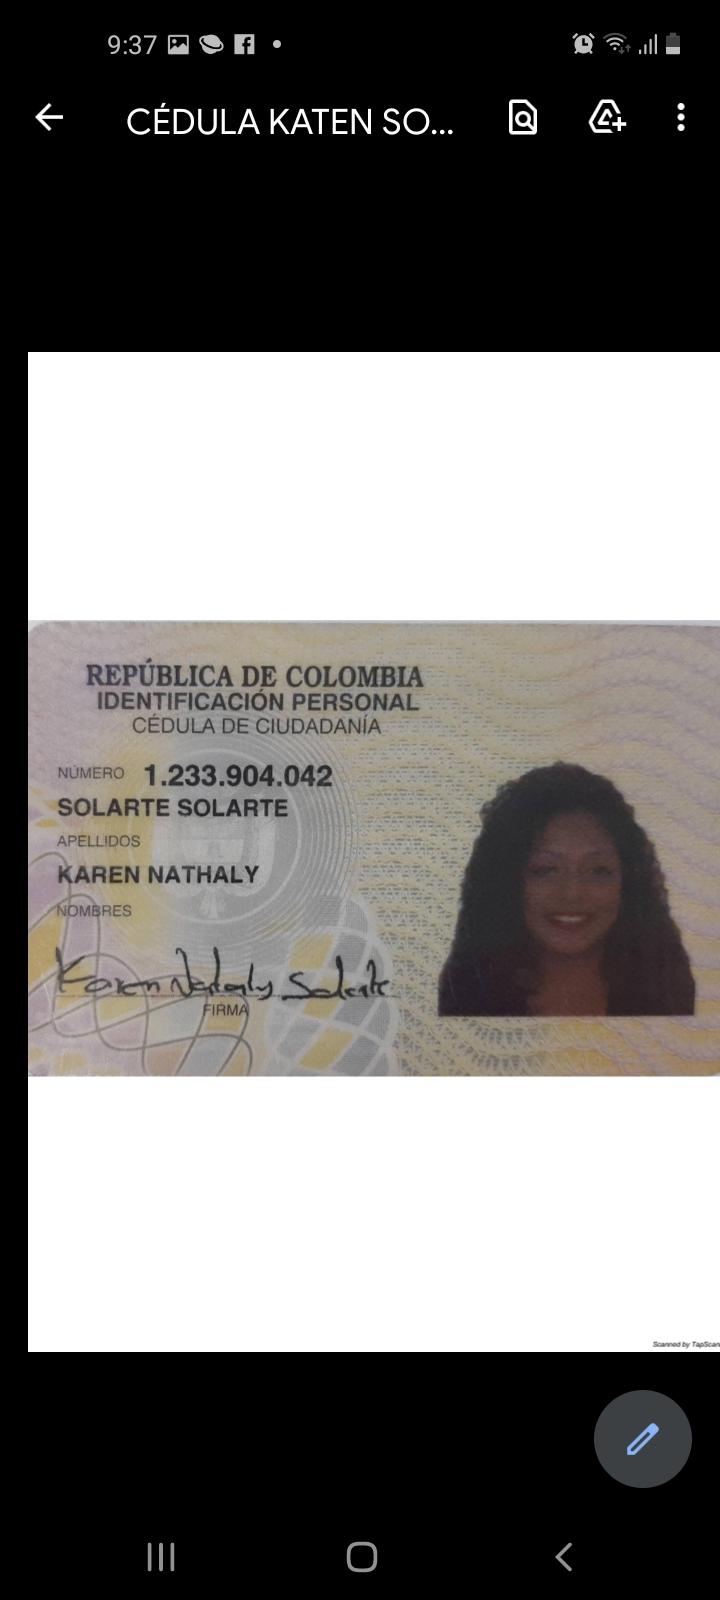 9:37
CÉDULA KATEN SO...
REPÚBLICA DE COLOMBIA
IDENTIFICACIÓN PERSONAL
CÉDULA DE CIUDADANÍA
NÚMERO 1.233.904.042
SOLARTE SOLARTE
APELLIDOS
KAREN NATHALY
NOMBRES
Karen Nathaly Solarte
FIRMA
Scanned by TapScan